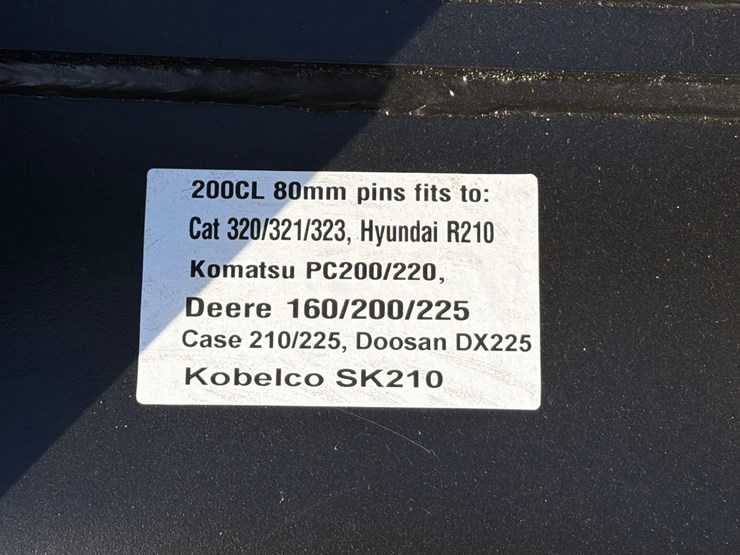 200CL 80mm pins fits to:
Cat 320/321/323, Hyundai R210
Komatsu PC200/220,
Deere 160/200/225
Case 210/225, Doosan DX225
Kobelco SK210